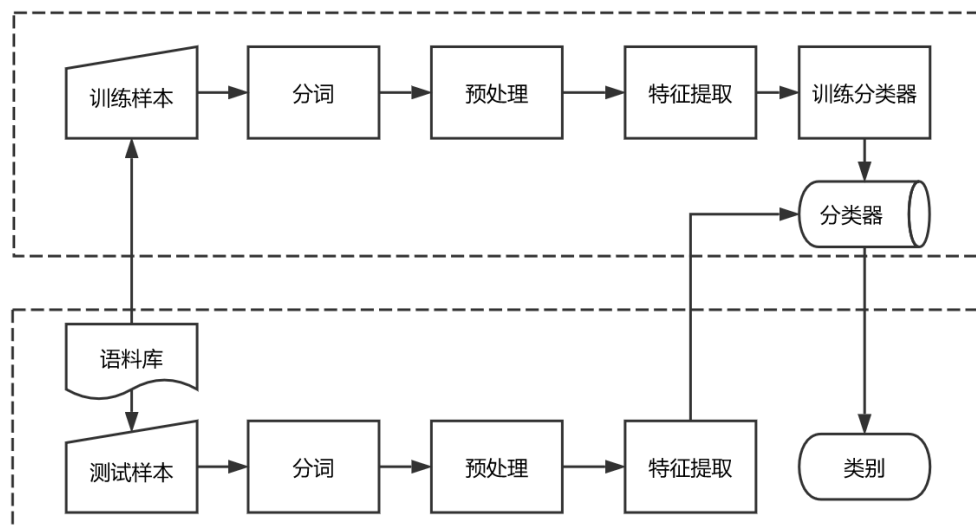 训练样本
分词
预处理
特征提取
训练分类器
分类器
语料库
测试样本
分词
预处理
特征提取
类别